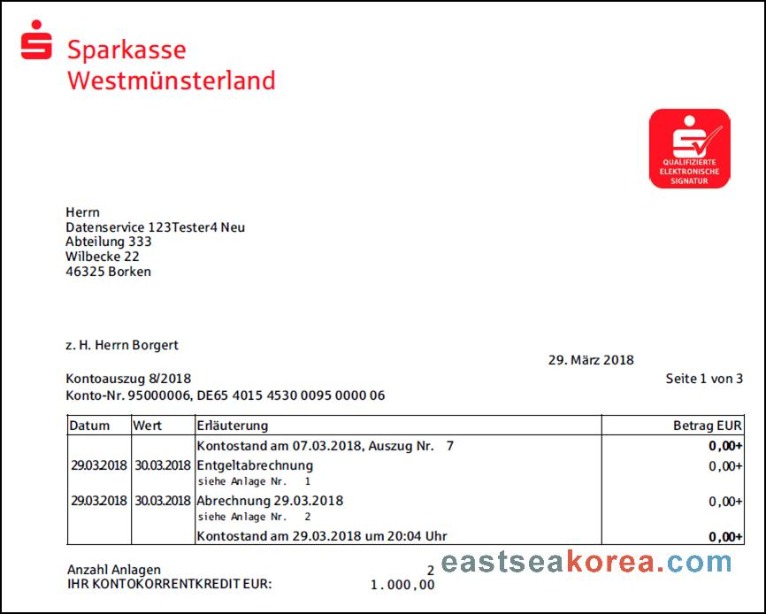 Sparkasse
Westmünsterland
QUALIFIZIERTE
ELEKTRONISCHE
SIGNATUR
Herrn
Datenservice 123Tester4 Neu
Abteilung 333
Wilbecke 22
46325 Borken
z. H. Herrn Borgert
29. März 2018
Kontoauszug 8/2018 Seite 1 von 3
Konto-Nr. 95000006, DE65 4015 4530 0095 0000 06
Datum Wert Erläuterung Betrag EUR
Kontostand am 07.03.2018, Auszug Nr. 7 0,00+
29.03.2018 30.03.2018 Entgeltabrechnung 0,00+
siehe Anlage Nr. 1
29.03.2018 30.03.2018 Abrechnung 29.03.2018 0,00+
siehe Anlage Nr. 2
Kontostand am 29.03.2018 um 20:04 Uhr 0,00+
Anzahl Anlagen 2
IHR KONTOKORRENTKREDIT EUR: 1.000,00
eastseakorea.com